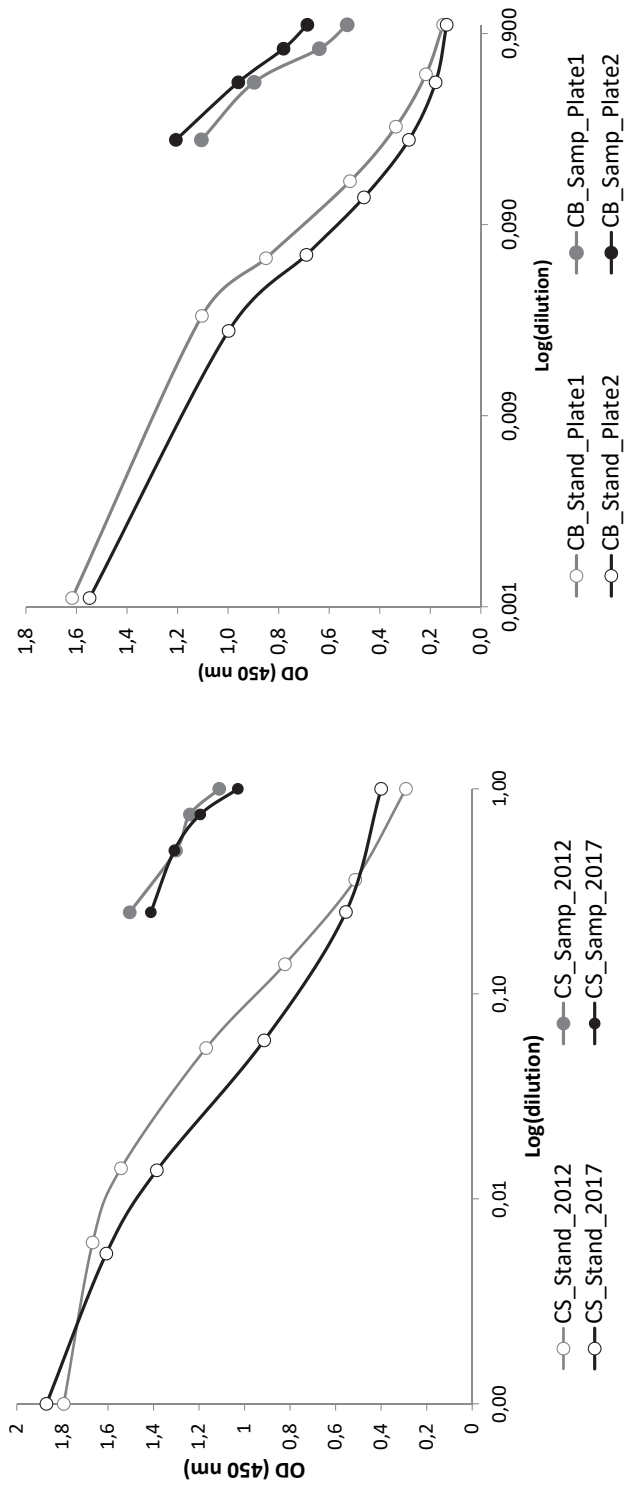 OD (450 nm)
2
1,8
1,6
1,4
1,2
1
0,8
0,6
0,4
0,2
0
0,00
0,01
0,10
1,00
Log(dilution)
CS_Stand_2012
CS_Samp_2012
CS_Stand_2017
CS_Samp_2017
OD (450 nm)
1,8
1,6
1,4
1,2
1,0
0,8
0,6
0,4
0,2
0,0
0,001
0,009
0,090
0,900
Log(dilution)
CB_Stand_Plate1
CB_Samp_Plate1
CB_Stand_Plate2
CB_Samp_Plate2